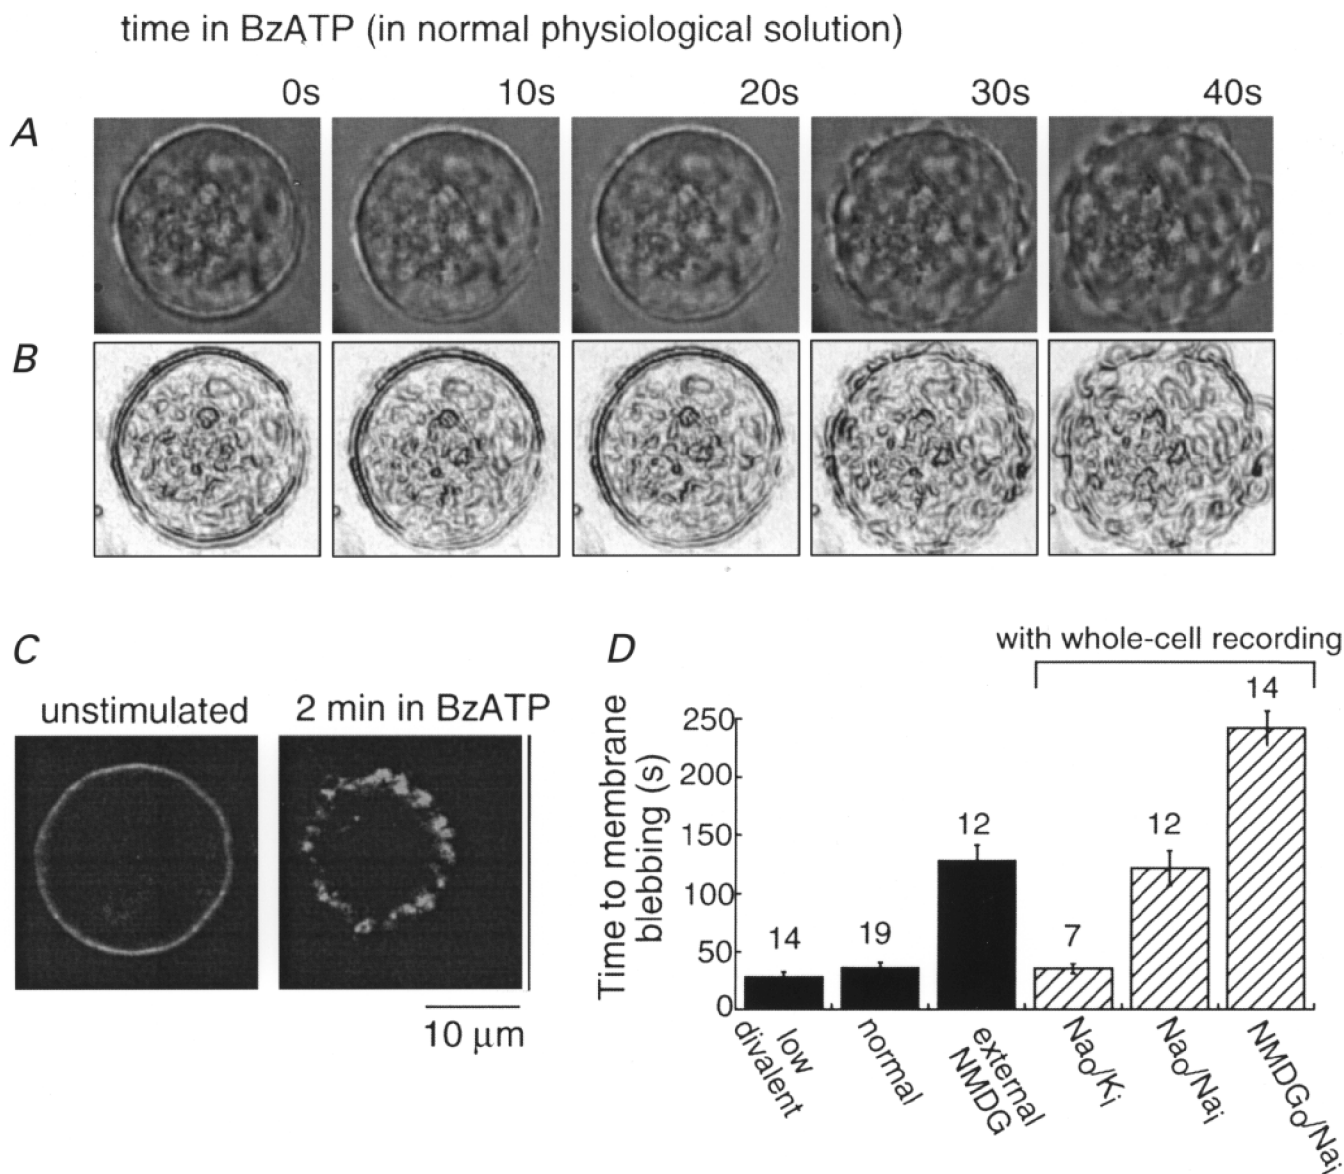 time in BzATP (in normal physiological solution)
0s 10s 20s 30s 40s
A
B
C
unstimulated 2 min in BzATP
10 µm
D
with whole-cell recording
Time to membrane
blebbing (s)
250
200
150
100
50
0
14 19 12 7 12 14
low
divalent
normal
external
NMDG
Nao/Ki
Nao/Nai
NMDGo/Nai